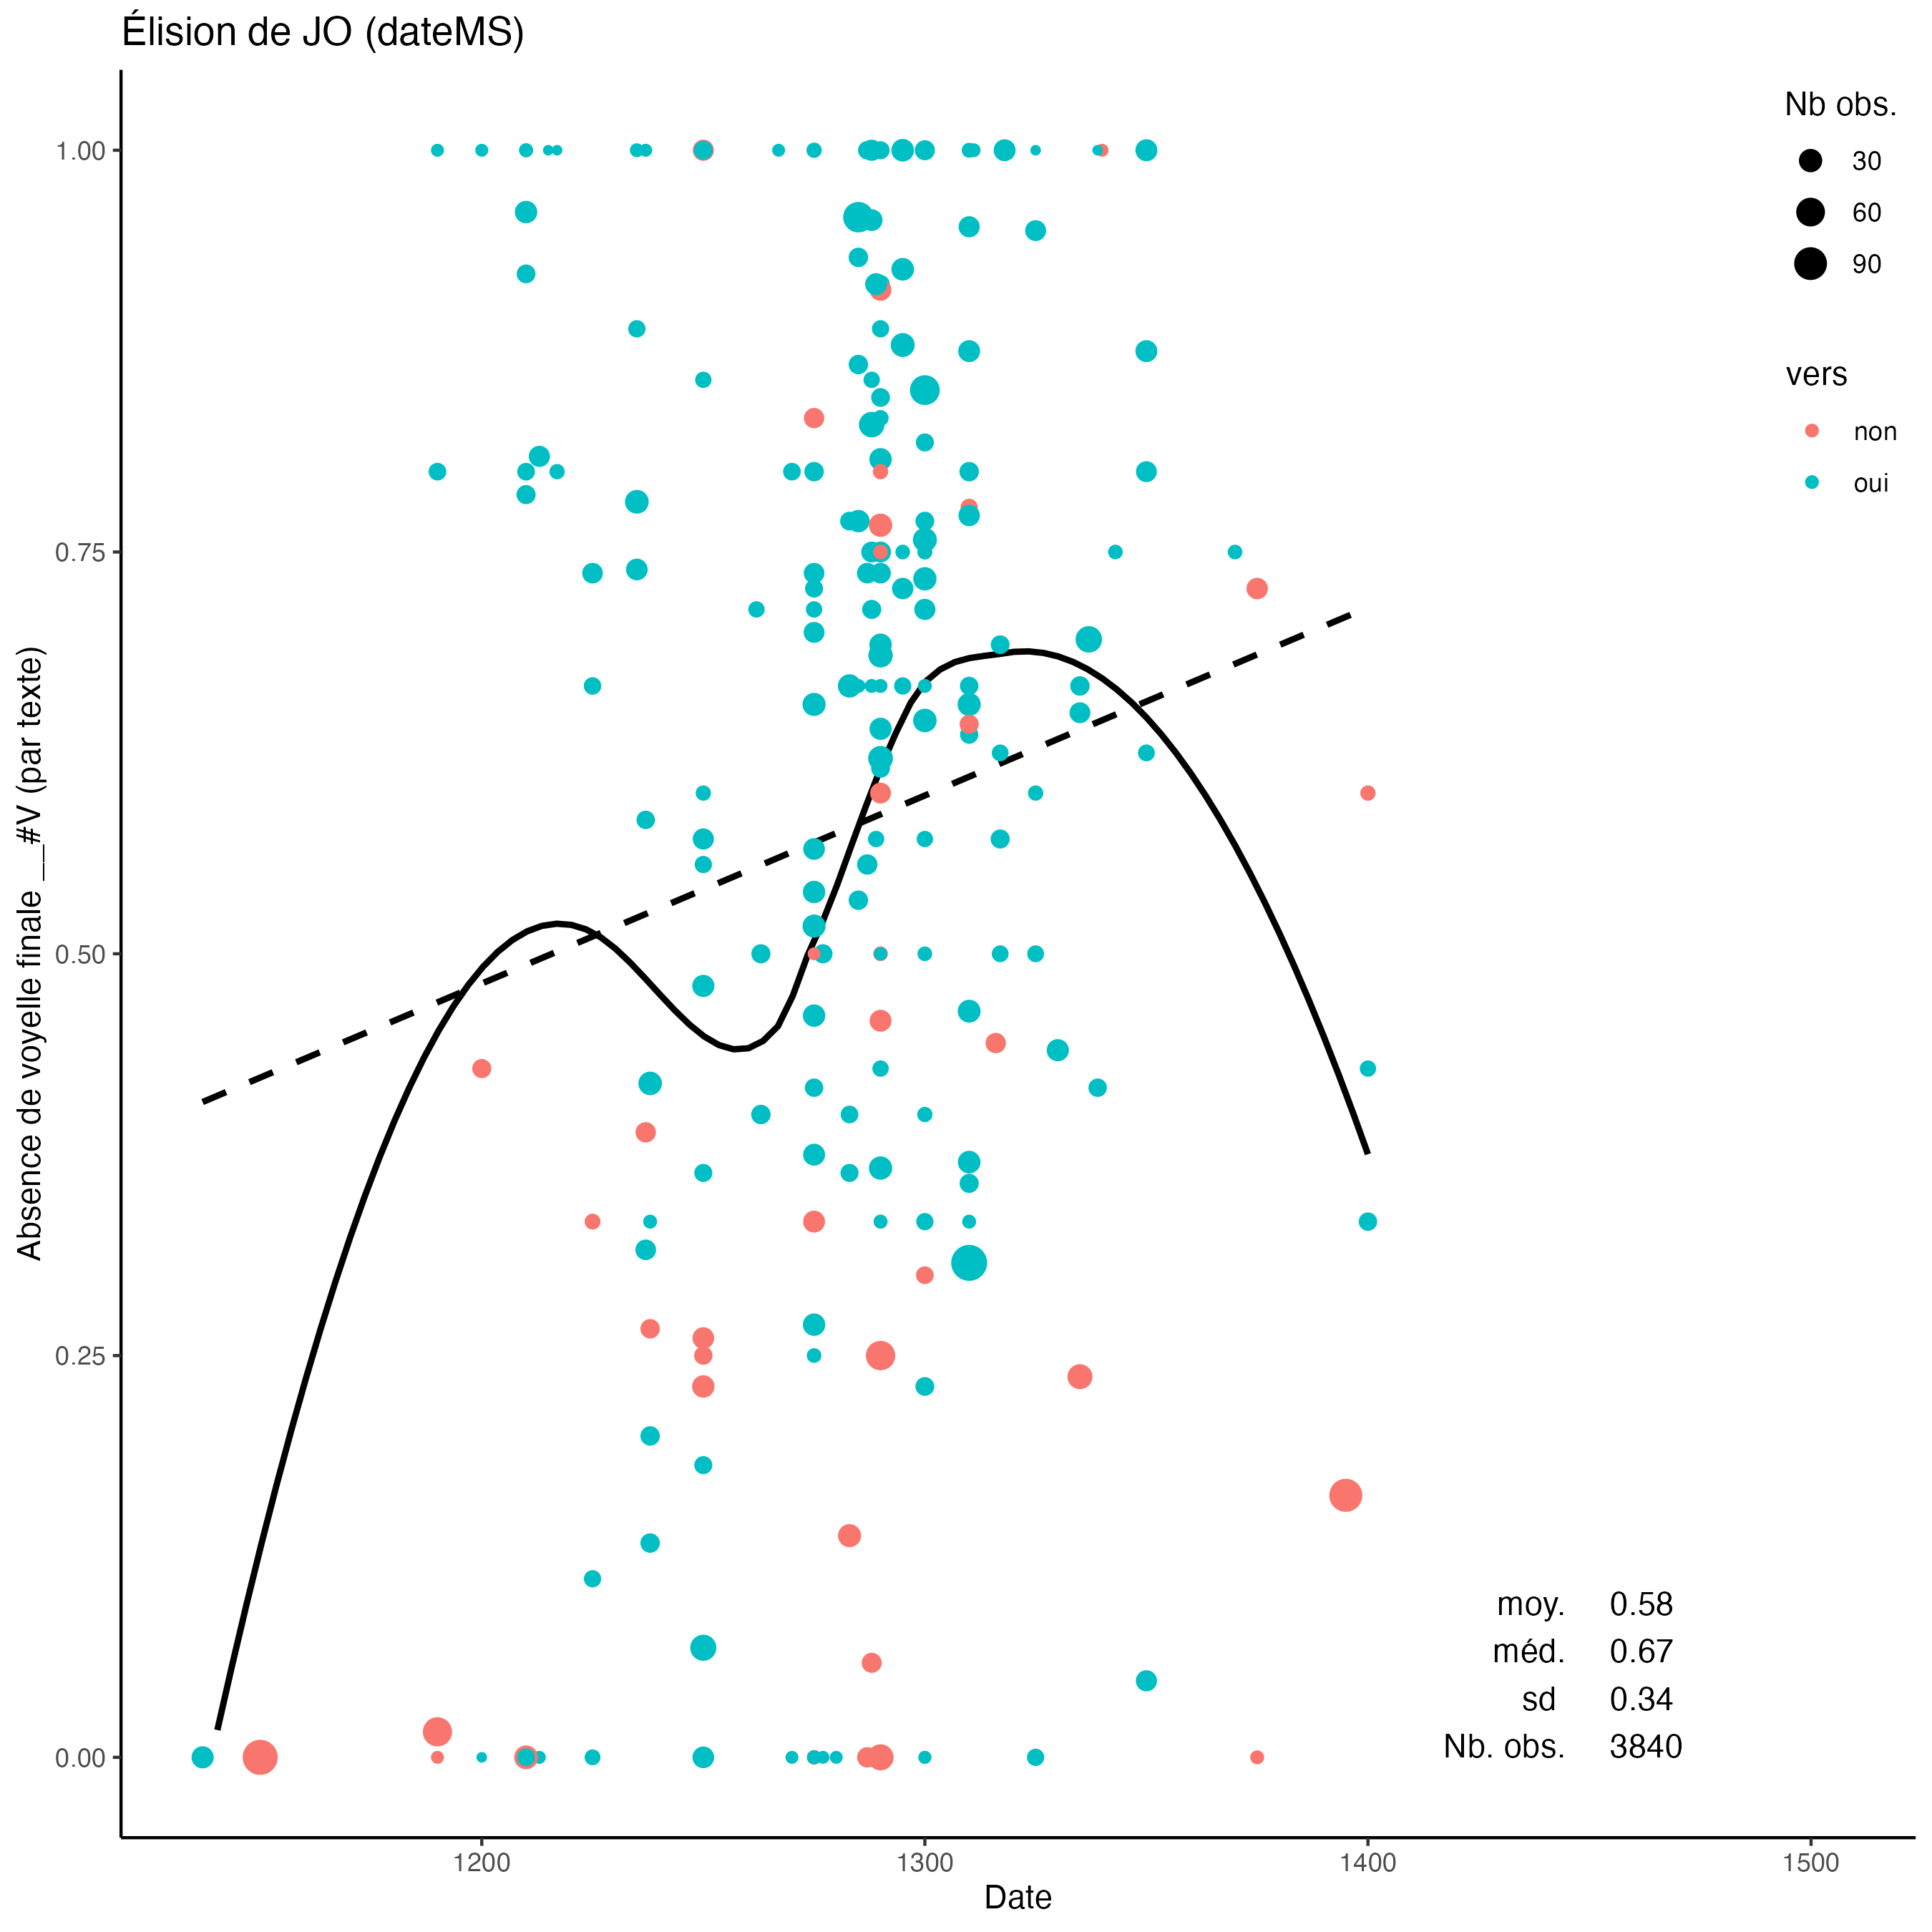 Élision de JO (dateMS)
Absence de voyelle finale __#V (par texte)
1.00
0.75
0.50
0.25
0.00
1200
1300
1400
1500
Date
Nb obs.
30
60
90
vers
non
oui
moy. 0.58
méd. 0.67
sd 0.34
Nb. obs. 3840